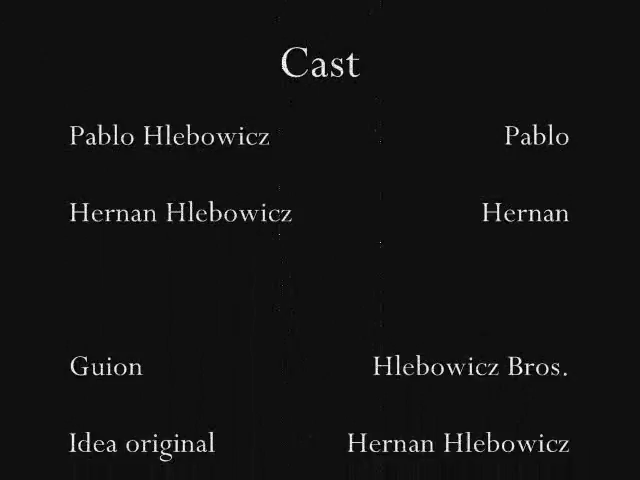 Cast
Pablo Hlebowicz Pablo
Hernan Hlebowicz Hernan
Guion Hlebowicz Bros.
Idea original Hernan Hlebowicz